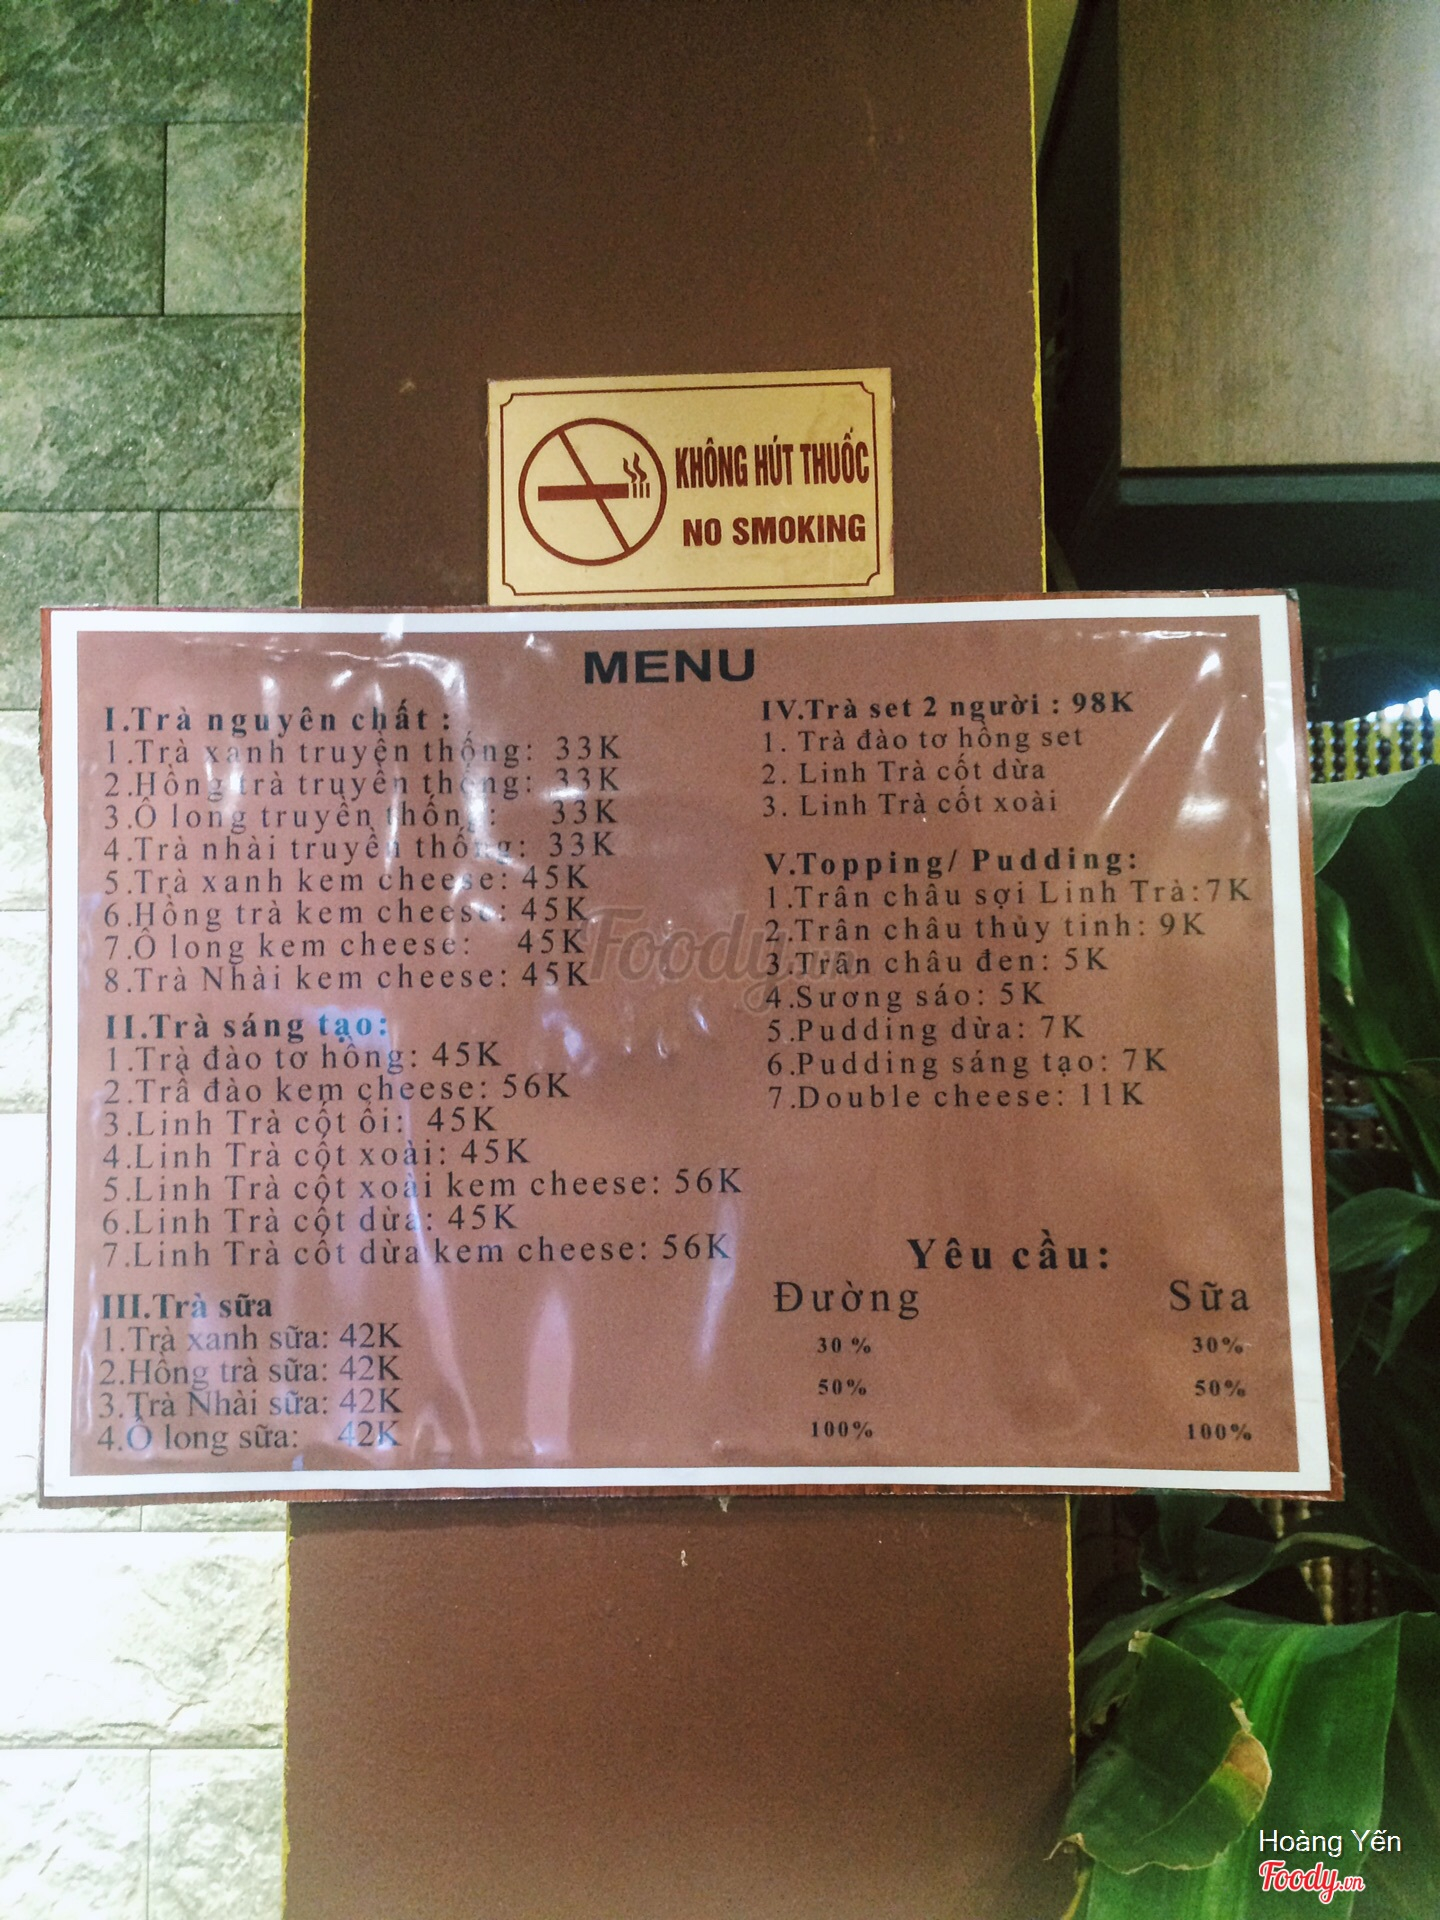 KHÔNG HÚT THUỐC
NO SMOKING
MENU
I.Trà nguyên chất :
1.Trà xanh truyền thống: 33K
2.Hồng trà truyền thống: 33K
3.Ô long truyền thống: 33K
4.Trà nhài truyền thống: 33K
5.Trà xanh kem cheese: 45K
6.Hồng trà kem cheese: 45K
7.Ô long kem cheese: 45K
8.Trà Nhài kem cheese: 45K
II.Trà sáng tạo:
1.Trà đào tơ hồng: 45K
2.Trâ đào kem cheese: 56K
3.Linh Trà cốt ổi: 45K
4.Linh Trà cốt xoài: 45K
5.Linh Trà cột xoài kem cheese: 56K
6.Linh Trà cốt dừa: 45K
7.Linh Trà cốt dừa kem cheese: 56K
III.Trà sữa
1.Trà xanh sữa: 42K
2.Hồng trà sữa: 42K
3.Trà Nhài sữa: 42K
4.Ô long sữa: 42K
IV.Trà set 2 người : 98K
1. Trà đào tơ hồng set
2. Linh Trà cốt dừa
3. Linh Trà cốt xoài
V.Topping/ Pudding:
1.Trân châu sợi Linh Trà:7K
2.Trân châu thủy tinh: 9K
3.Trân châu đen: 5K
4.Sương sáo: 5K
5.Pudding dừa: 7K
6.Pudding sáng tạo: 7K
7.Double cheese: 11K
Yêu cầu:
Đường Sữa
30 % 30%
50% 50%
100% 100%
Foody.vn
Hoàng Yến
Foody.vn